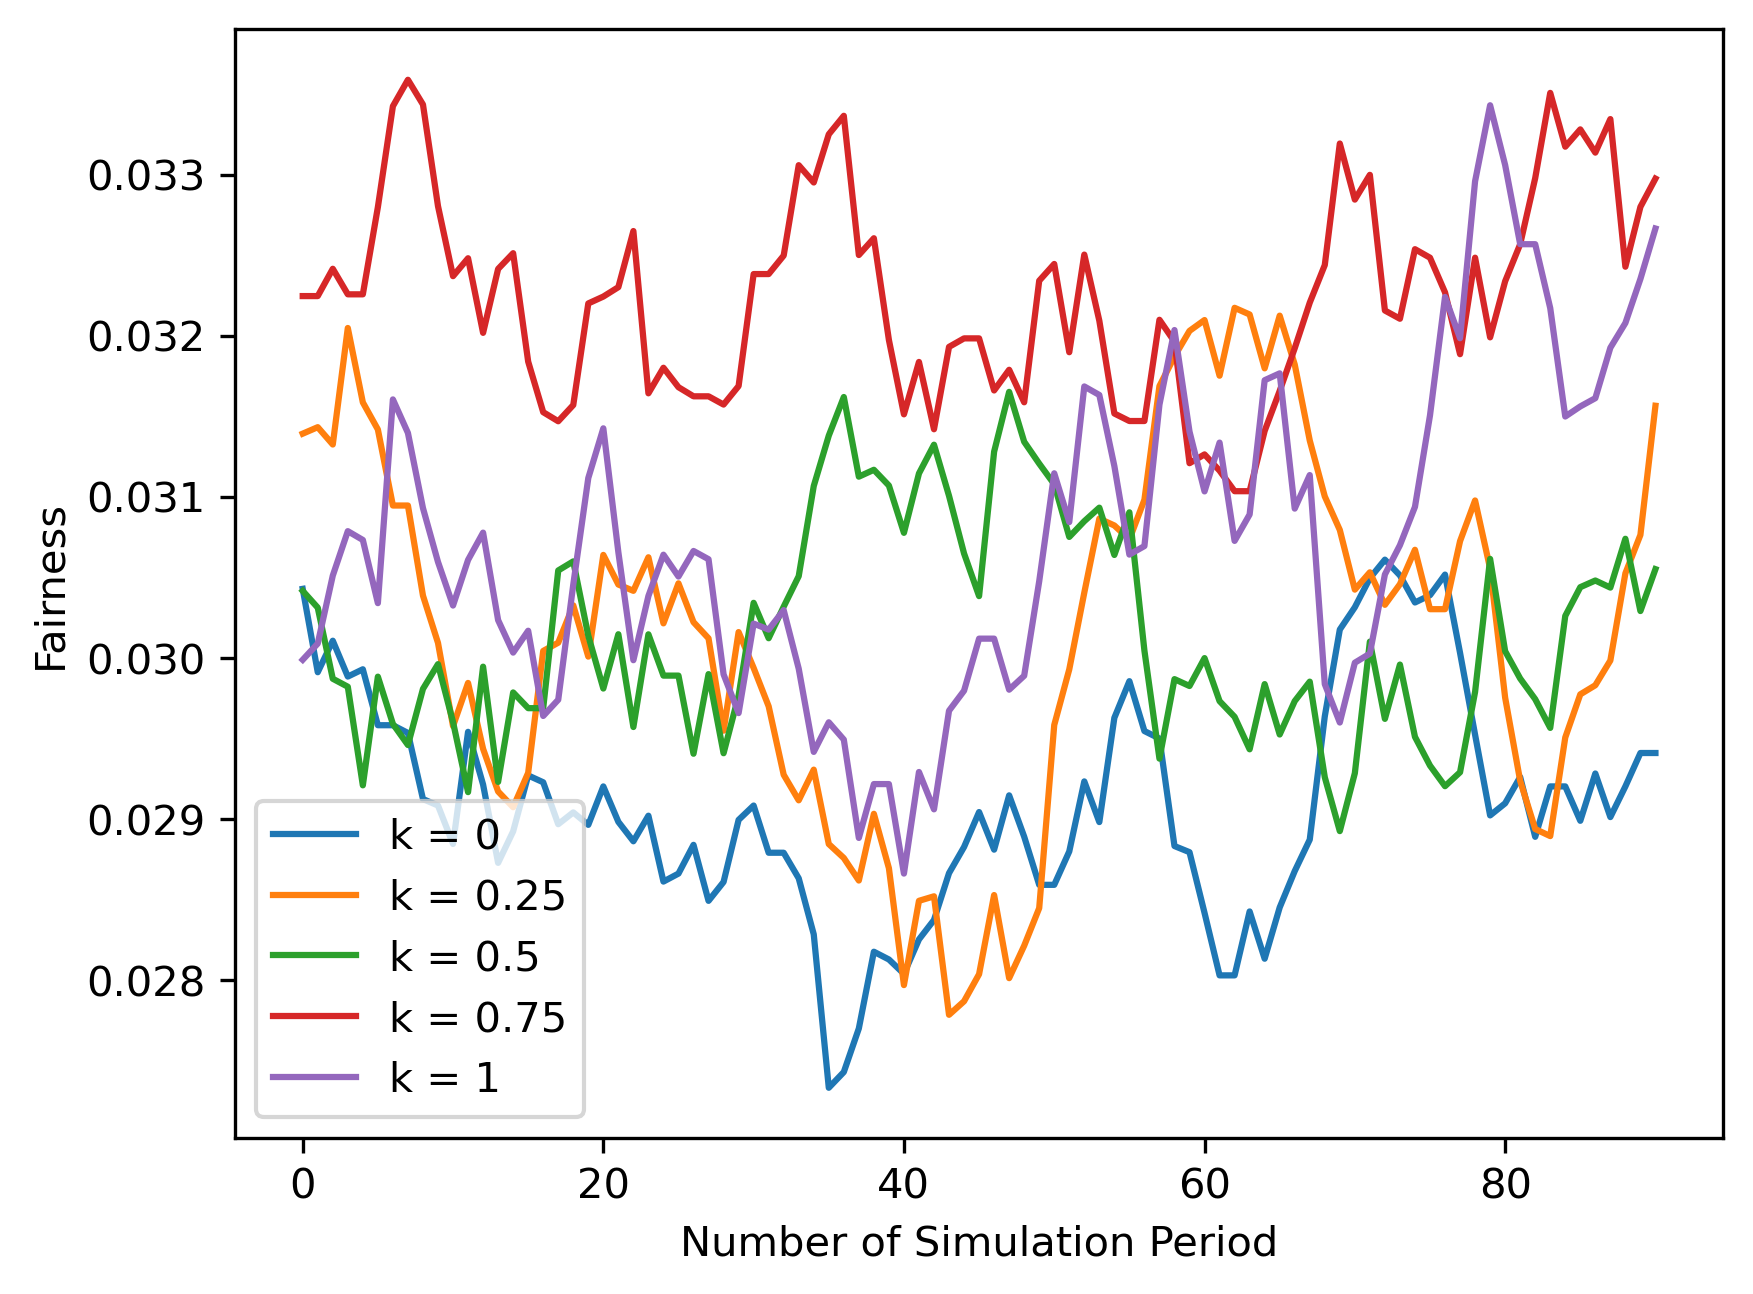 Fairness
0.033
0.032
0.031
0.030
0.029
0.028
k = 0
k = 0.25
k = 0.5
k = 0.75
k = 1
0 20 40 60 80
Number of Simulation Period